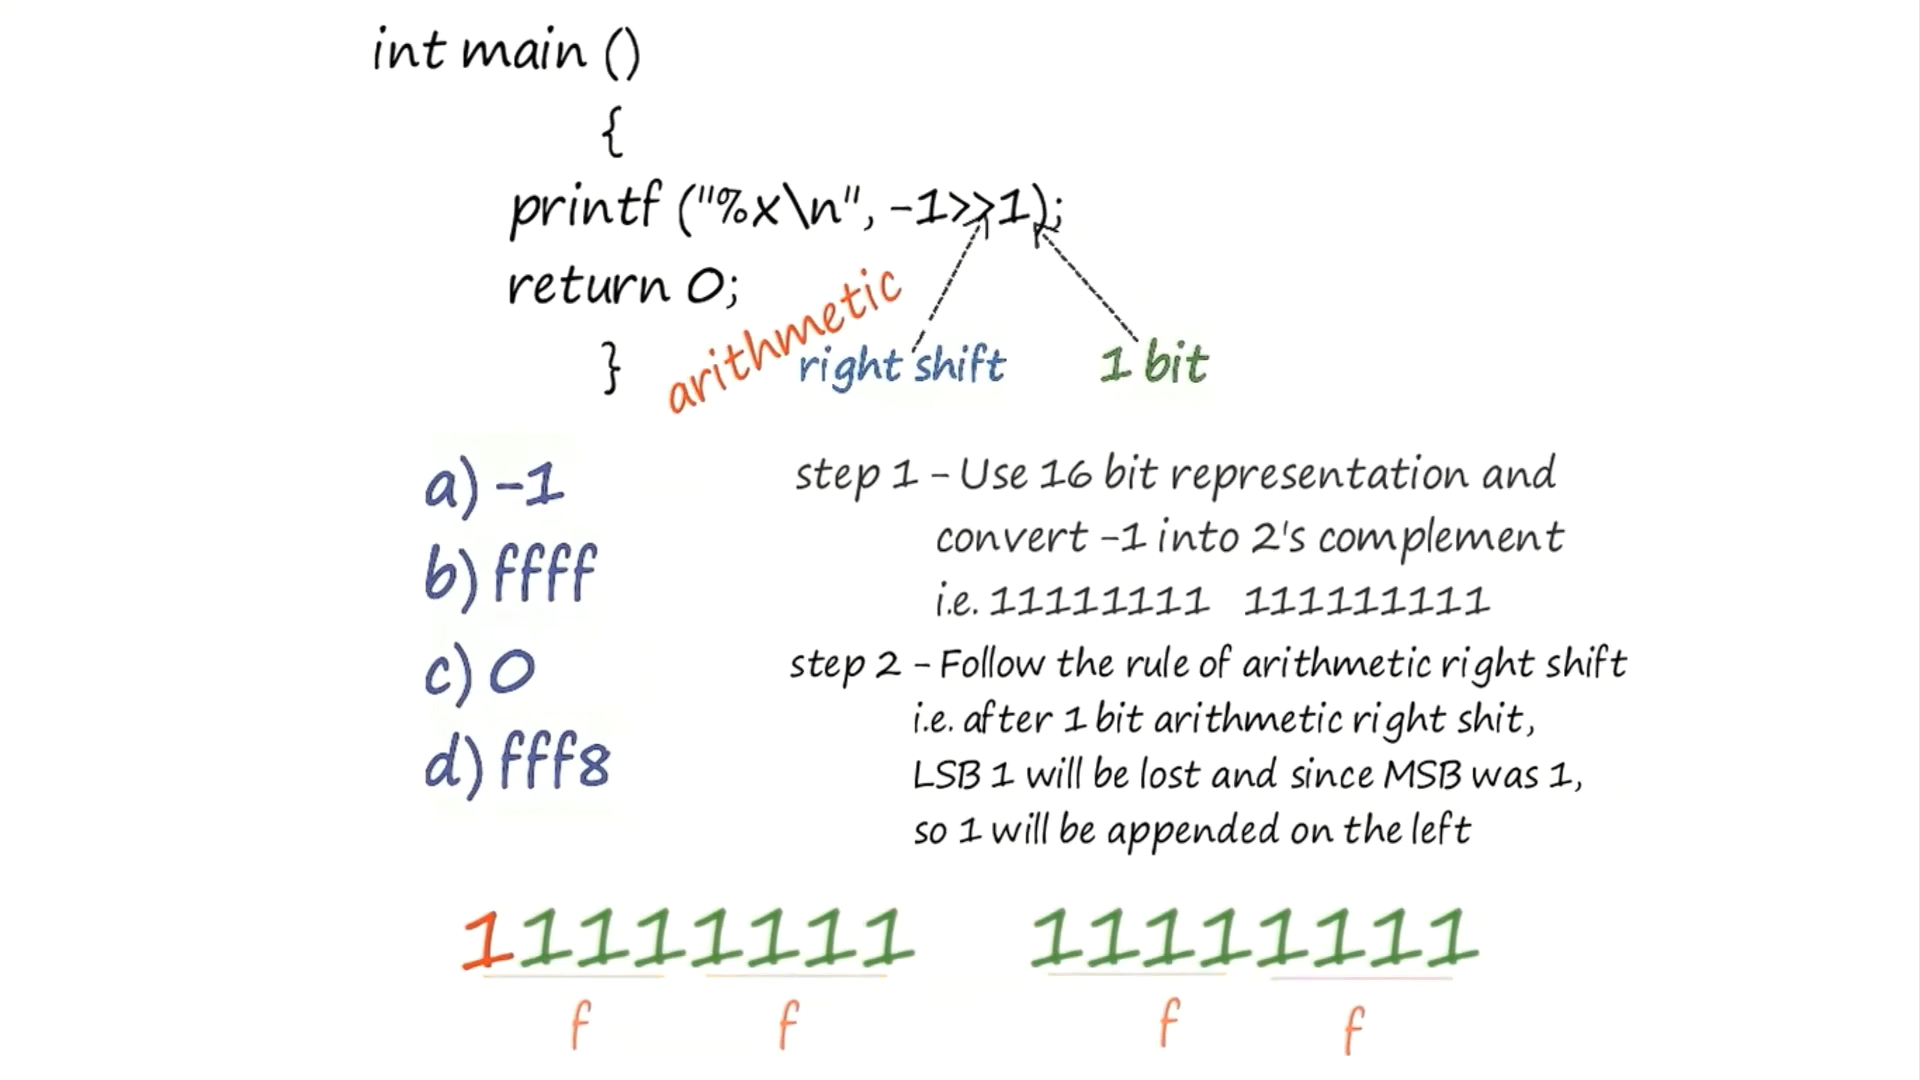 int main ()
{
printf ("%x\n", -1>>1);
return 0;
}
arithmetic
right shift
1 bit
a) -1
b) ffff
c) 0
d) fff8
step 1 - Use 16 bit representation and
convert -1 into 2's complement
i.e. 11111111 111111111
step 2 - Follow the rule of arithmetic right shift
i.e. after 1 bit arithmetic right shit,
LSB 1 will be lost and since MSB was 1,
so 1 will be appended on the left
11111111 11111111
f f f f